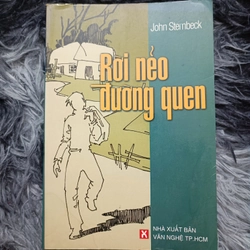 John Steinbeck
Rời nẻo
đường quen
X
NHÀ XUẤT BẢN
VĂN NGHỆ TP.HCM